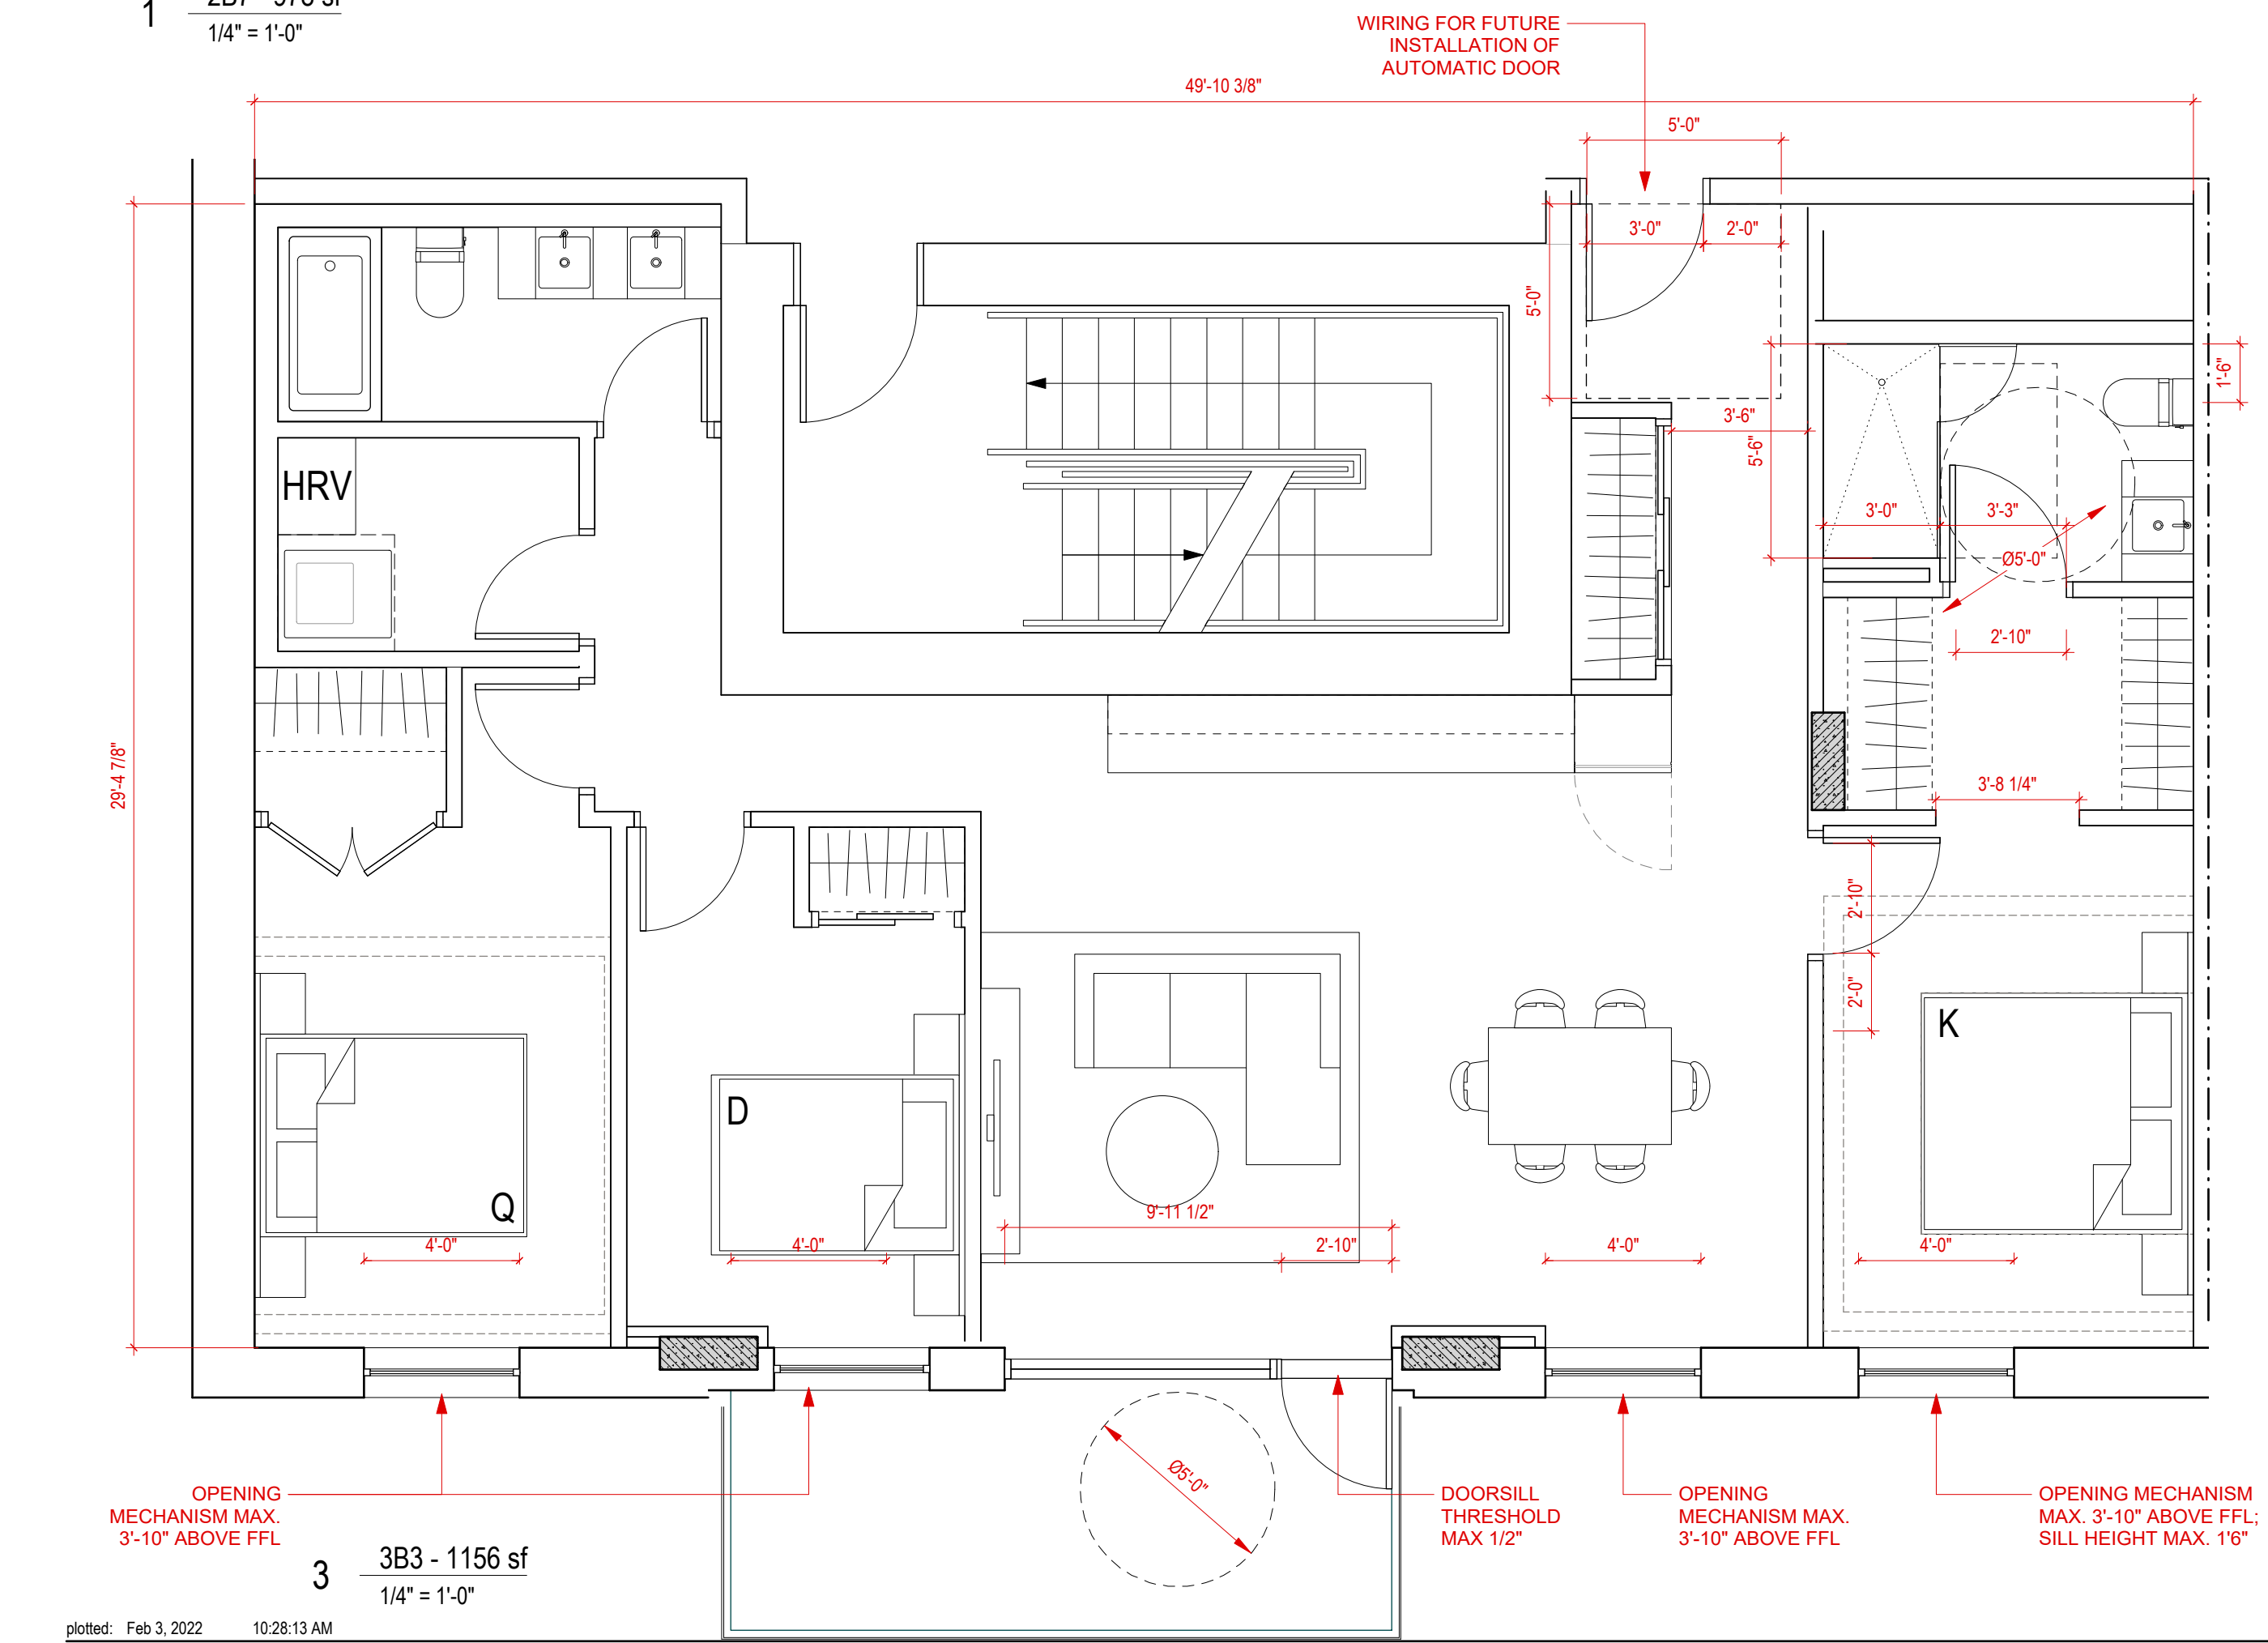 1
2B7 - 978 sf
1/4" = 1'-0"
WIRING FOR FUTURE
INSTALLATION OF
AUTOMATIC DOOR
49'-10 3/8"
5'-0"
3'-0"
2'-0"
5'-0"
3'-6"
5'-6"
1'-6"
HRV
3'-0"
3'-3"
Ø5'-0"
2'-10"
29'-4 7/8"
3'-8 1/4"
2'-10"
2'-0"
K
D
Q
9'-11 1/2"
4'-0"
4'-0"
2'-10"
4'-0"
4'-0"
Ø5'-0"
OPENING
MECHANISM MAX.
3'-10" ABOVE FFL
DOORSILL
THRESHOLD
MAX 1/2"
OPENING
MECHANISM MAX.
3'-10" ABOVE FFL
OPENING MECHANISM
MAX. 3'-10" ABOVE FFL;
SILL HEIGHT MAX. 1'6"
3
3B3 - 1156 sf
1/4" = 1'-0"
plotted: Feb 3, 2022 10:28:13 AM